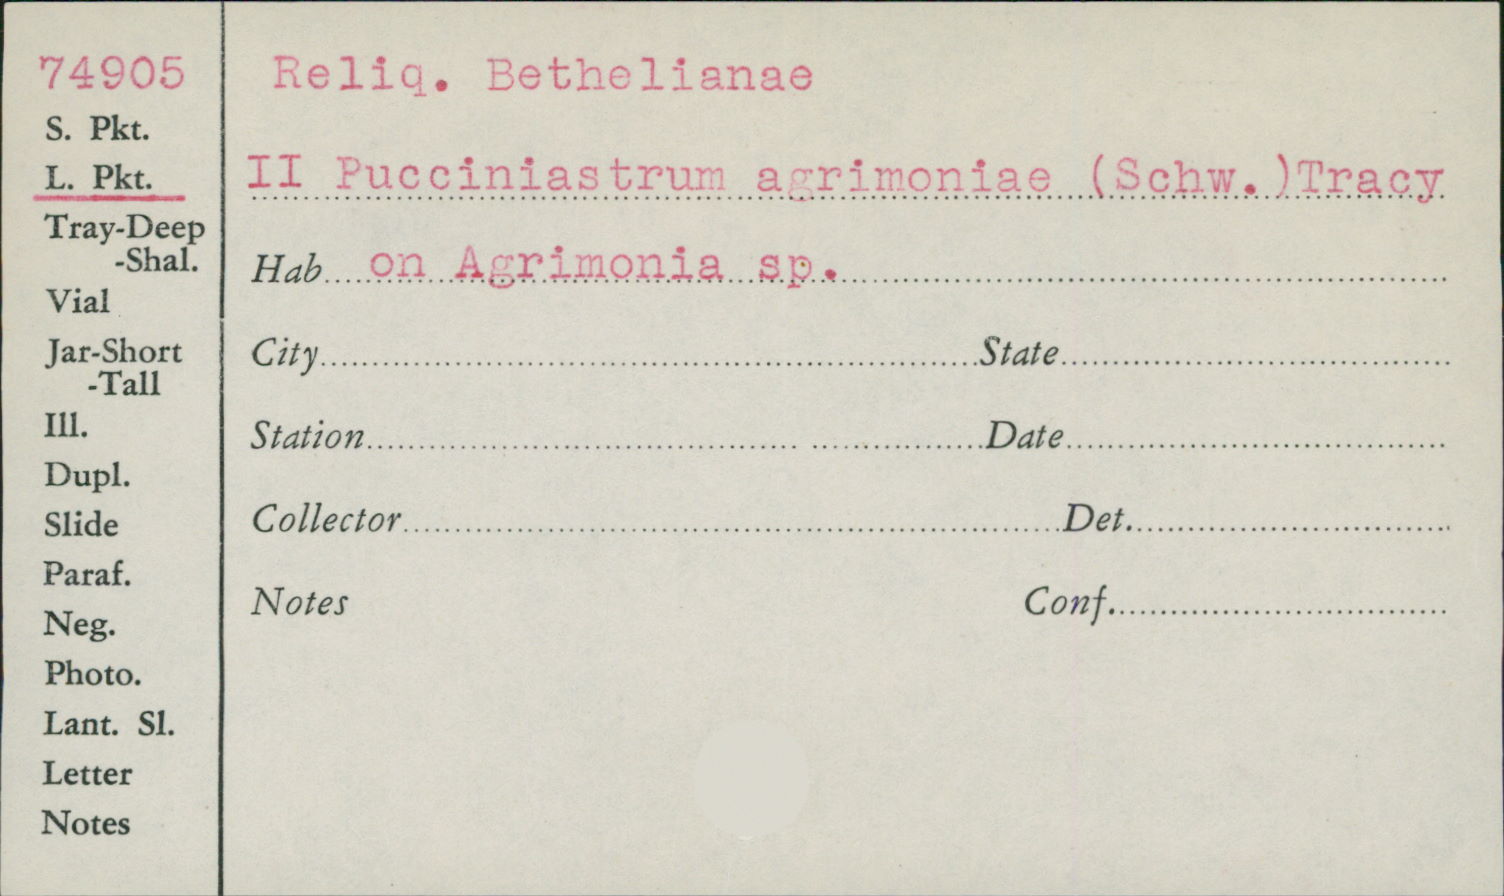 74905
S. Pkt.
L. Pkt.
Tray-Deep
-Shal.
Vial
Jar-Short
-Tall
Ill.
Dupl.
Slide
Paraf.
Neg.
Photo.
Lant. Sl.
Letter
Notes
Reliq. Bethelianae
II Pucciniastrum agrimoniae (Schw.)Tracy
Hab on Agrimonia sp.
City State
Station Date
Collector Det.
Notes Conf.